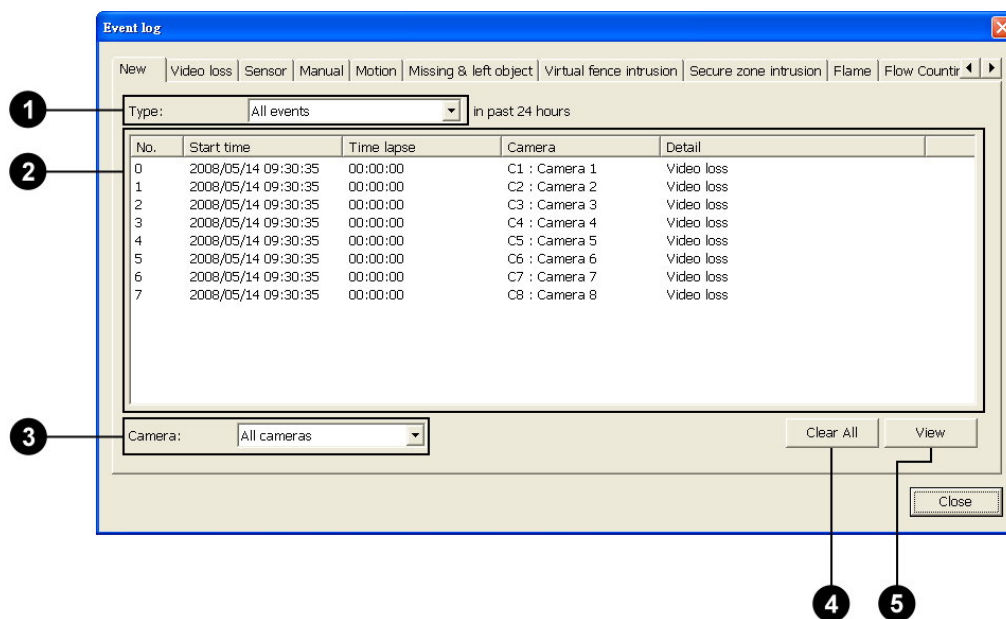 Event log
New Video loss Sensor Manual Motion Missing & left object Virtual fence intrusion Secure zone intrusion Flame Flow Countir
1 Type: All events in past 24 hours
2
No. Start time Time lapse Camera Detail
0 2008/05/14 09:30:35 00:00:00 C1 : Camera 1 Video loss
1 2008/05/14 09:30:35 00:00:00 C2 : Camera 2 Video loss
2 2008/05/14 09:30:35 00:00:00 C3 : Camera 3 Video loss
3 2008/05/14 09:30:35 00:00:00 C4 : Camera 4 Video loss
4 2008/05/14 09:30:35 00:00:00 C5 : Camera 5 Video loss
5 2008/05/14 09:30:35 00:00:00 C6 : Camera 6 Video loss
6 2008/05/14 09:30:35 00:00:00 C7 : Camera 7 Video loss
7 2008/05/14 09:30:35 00:00:00 C8 : Camera 8 Video loss
3 Camera: All cameras Clear All View
Close
4 5